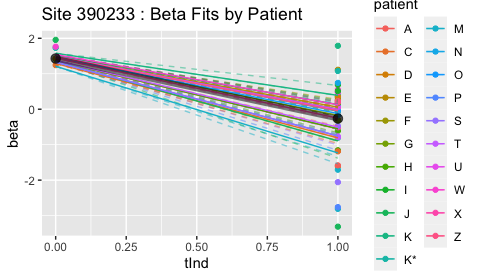 Site 390233 : Beta Fits by Patient
beta
2
0
-2
0.00 0.25 0.50 0.75 1.00
tInd
patient
A
C
D
E
F
G
H
I
J
K
K*
M
N
O
P
S
T
U
W
X
Z